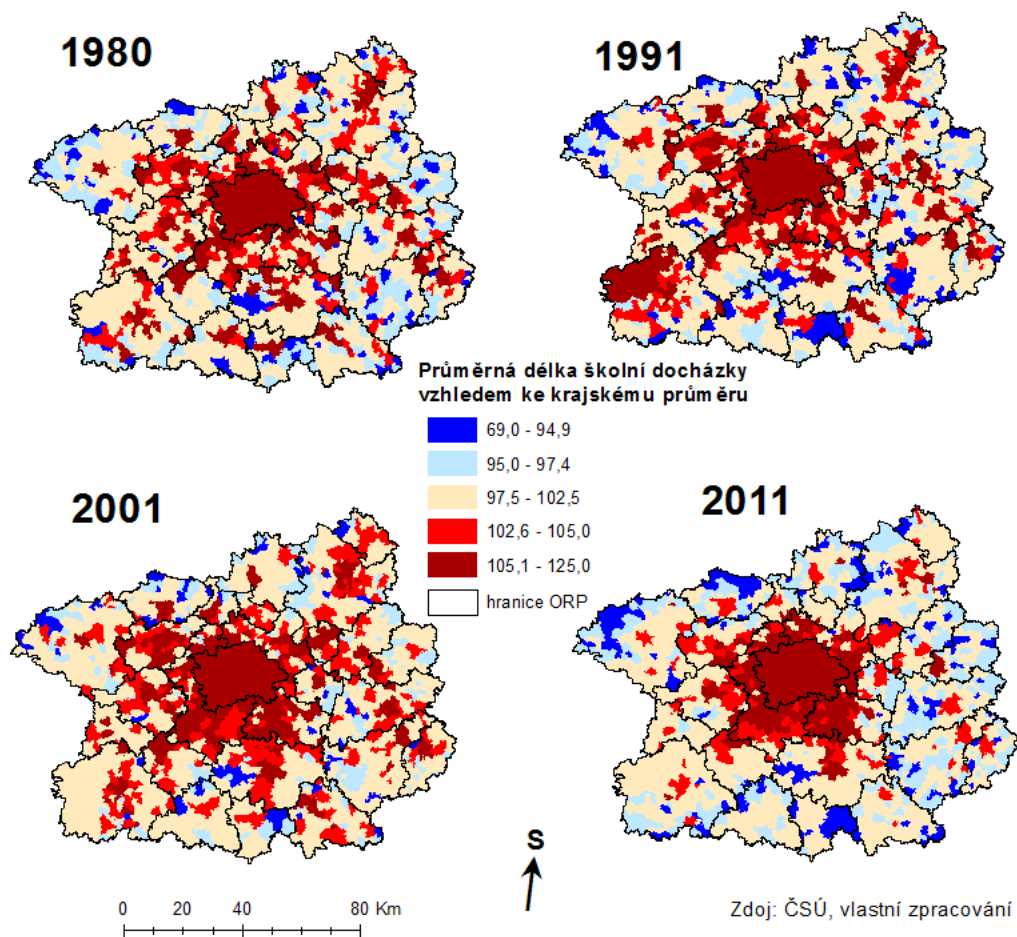 1980
1991
Průměrná délka školní docházky
vzhledem ke krajskému průměru
69,0 - 94,9
95,0 - 97,4
97,5 - 102,5
102,6 - 105,0
105,1 - 125,0
hranice ORP
2001
2011
S
0 20 40 80 Km
Zdoj: ČSÚ, vlastní zpracování